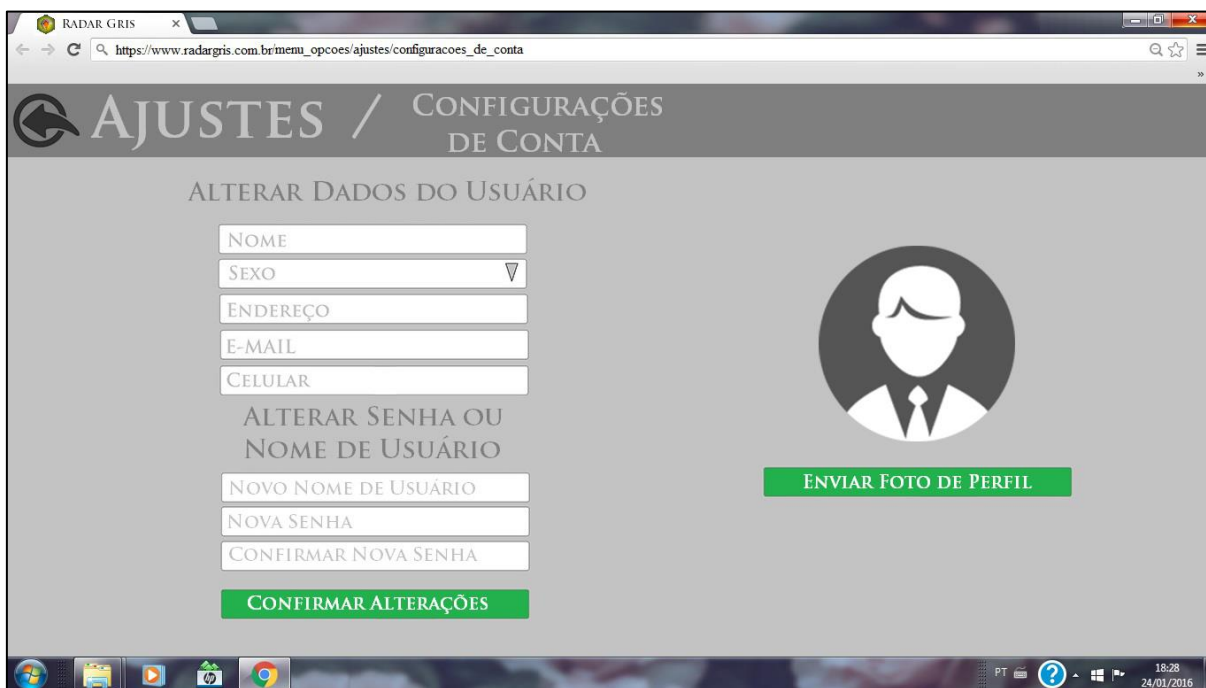 RADAR GRIS
https://www.radargris.com.br/menu_opcoes/ajustes/configuracoes_de_conta
AJUSTES / CONFIGURAÇÕES
DE CONTA
ALTERAR DADOS DO USUÁRIO
NOME
SEXO
ENDEREÇO
E-MAIL
CELULAR
ALTERAR SENHA OU
NOME DE USUÁRIO
NOVO NOME DE USUÁRIO
NOVA SENHA
CONFIRMAR NOVA SENHA
CONFIRMAR ALTERAÇÕES
ENVIAR FOTO DE PERFIL
hp
PT
18:28
24/01/2016